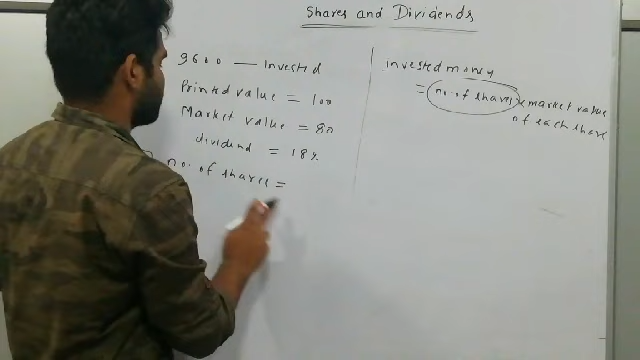 Shares and Dividends
9600 — Invested
Printed value = 100
Market value = 80
dividend = 18%
no. of shares =
invested money
= no. of shares × market value
of each share